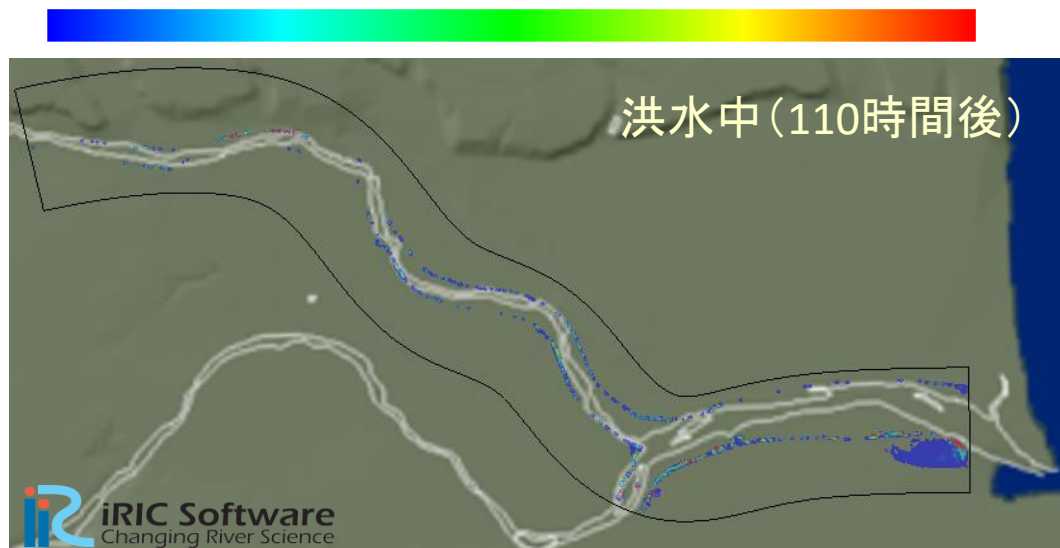 洪水中（110時間後）
iRIC Software
Changing River Science